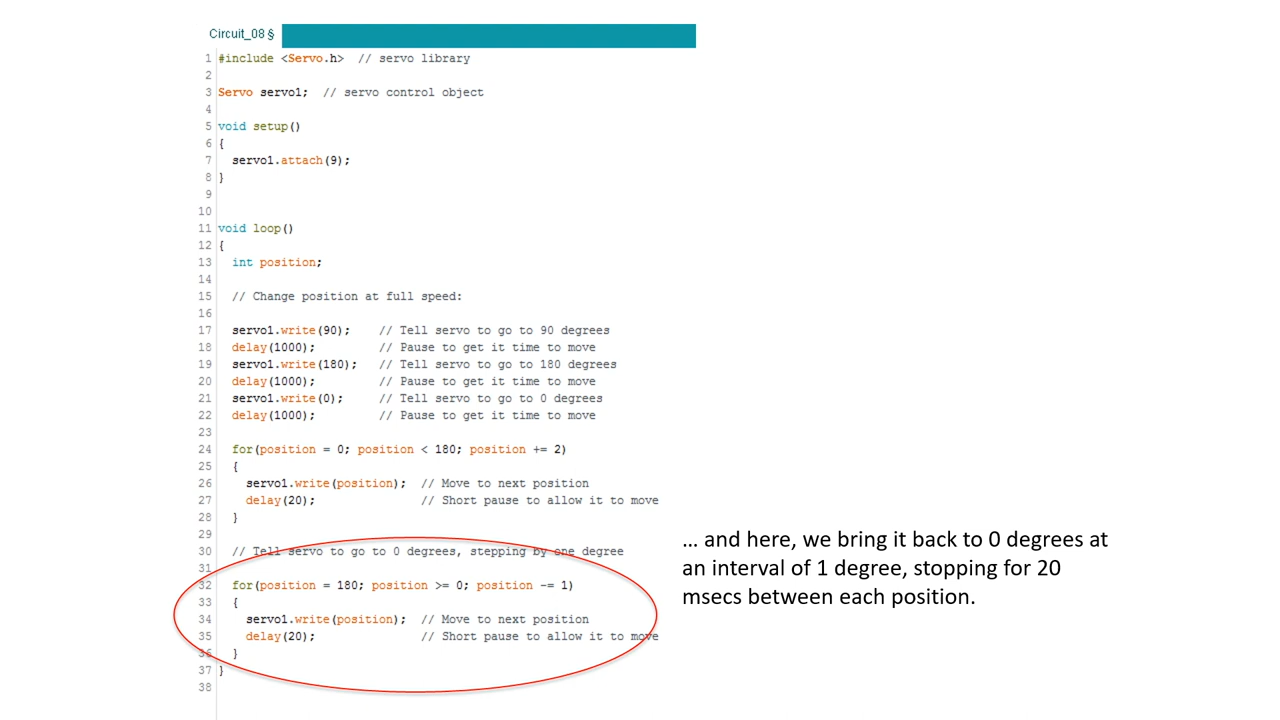 Circuit_08 §
1 #include <Servo.h>  // servo library
2
3 Servo servo1;  // servo control object
4
5 void setup()
6 {
7   servo1.attach(9);
8 }
9
10
11 void loop()
12 {
13   int position;
14
15   // Change position at full speed:
16
17   servo1.write(90);    // Tell servo to go to 90 degrees
18   delay(1000);         // Pause to get it time to move
19   servo1.write(180);   // Tell servo to go to 180 degrees
20   delay(1000);         // Pause to get it time to move
21   servo1.write(0);     // Tell servo to go to 0 degrees
22   delay(1000);         // Pause to get it time to move
23
24   for(position = 0; position < 180; position += 2)
25   {
26     servo1.write(position);  // Move to next position
27     delay(20);               // Short pause to allow it to move
28   }
29
30   // Tell servo to go to 0 degrees, stepping by one degree
31
32   for(position = 180; position >= 0; position -= 1)
33   {
34     servo1.write(position);  // Move to next position
35     delay(20);               // Short pause to allow it to move
36   }
37 }
38
… and here, we bring it back to 0 degrees at
an interval of 1 degree, stopping for 20
msecs between each position.